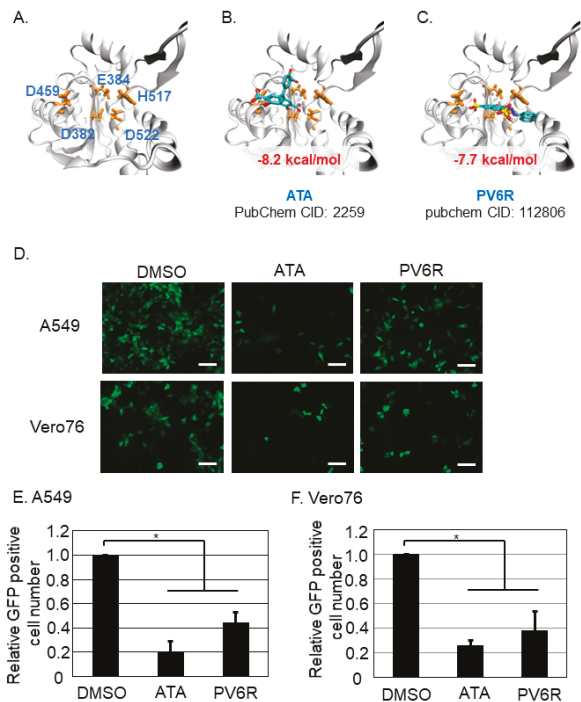 A.
B.
C.
D459
E384
H517
D382
D522
-8.2 kcal/mol
-7.7 kcal/mol
ATA
PubChem CID: 2259
PV6R
pubchem CID: 112806
D.
DMSO
ATA
PV6R
A549
Vero76
E. A549
Relative GFP positive
cell number
1.2
1.0
0.8
0.6
0.4
0.2
0
*
DMSO
ATA
PV6R
F. Vero76
Relative GFP positive
cell number
1.2
1.0
0.8
0.6
0.4
0.2
0
*
DMSO
ATA
PV6R